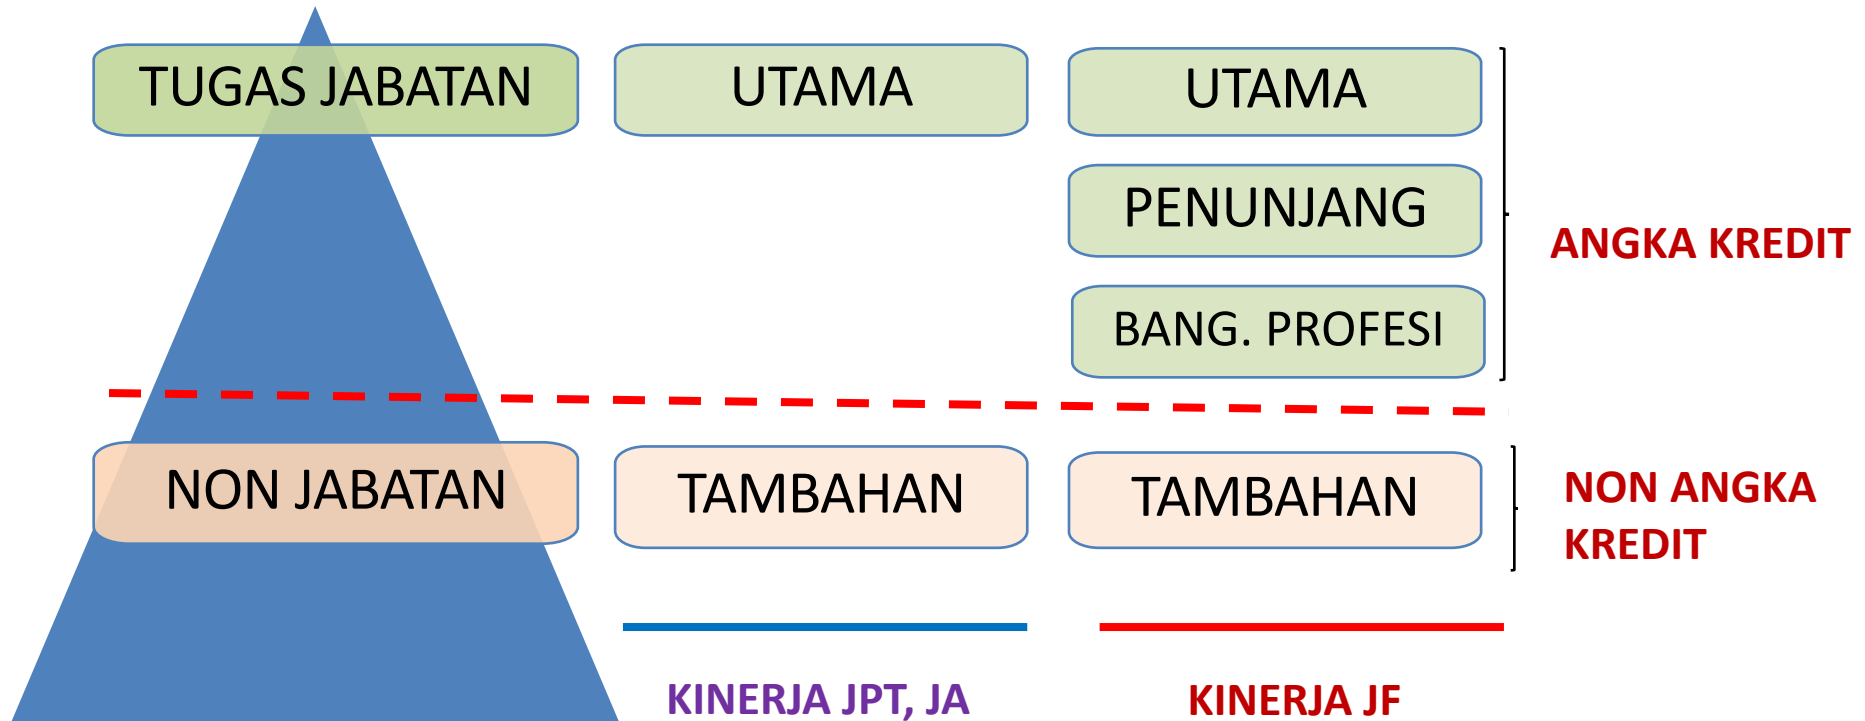 TUGAS JABATAN
UTAMA
UTAMA
PENUNJANG
BANG. PROFESI
ANGKA KREDIT
NON JABATAN
TAMBAHAN
TAMBAHAN
NON ANGKA
KREDIT
KINERJA JPT, JA
KINERJA JF